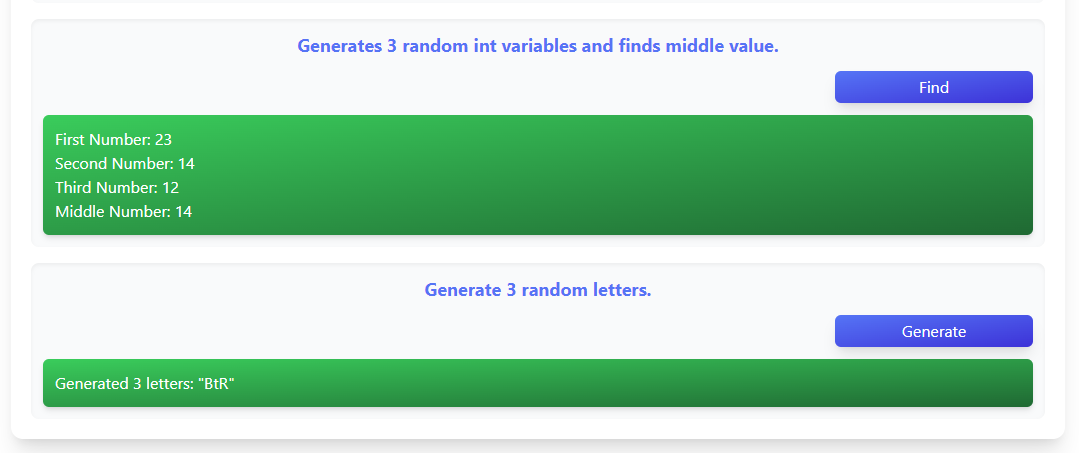 Generates 3 random int variables and finds middle value.
Find
First Number: 23
Second Number: 14
Third Number: 12
Middle Number: 14
Generate 3 random letters.
Generate
Generated 3 letters: "BtR"